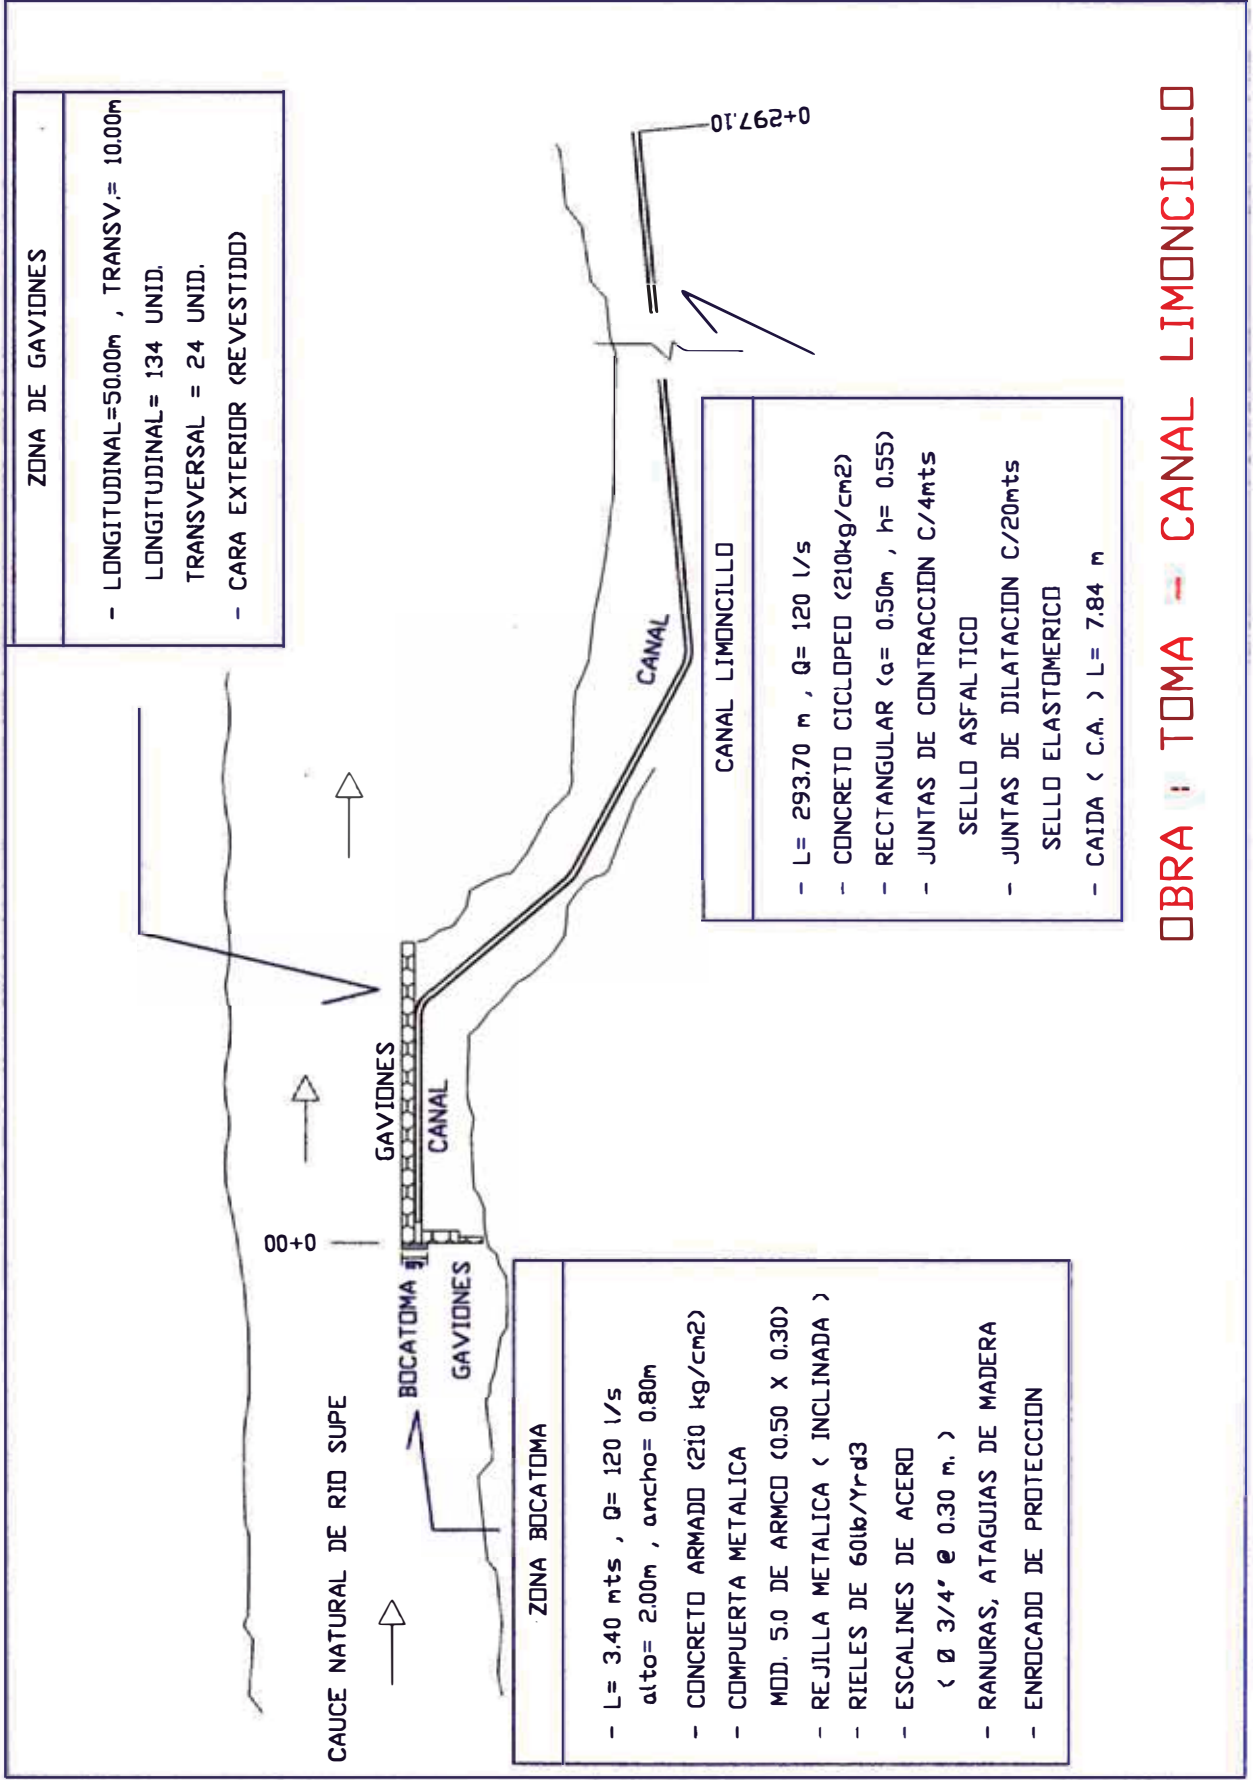 ZONA DE GAVIONES
- LONGITUDINAL=50.00m , TRANSV.= 10.00m
LONGITUDINAL= 134 UNID.
TRANSVERSAL = 24 UNID.
- CARA EXTERIOR (REVESTIDO)
CAUCE NATURAL DE RIO SUPE
0+00
GAVIONES
CANAL
BOCATOMA
GAVIONES
CANAL
0+297.10
ZONA BOCATOMA
- L= 3.40 mts , Q= 120 l/s
alto= 2.00m , ancho= 0.80m
- CONCRETO ARMADO (210 kg/cm2)
- COMPUERTA METALICA
MOD. 5.0 DE ARMCO (0.50 X 0.30)
- REJILLA METALICA ( INCLINADA )
- RIELES DE 60lb/Yrd3
- ESCALINES DE ACERO
( Ø 3/4" @ 0.30 m. )
- RANURAS, ATAGUIAS DE MADERA
- ENROCADO DE PROTECCION
CANAL LIMONCILLO
- L= 293.70 m , Q= 120 l/s
- CONCRETO CICLOPEO (210kg/cm2)
- RECTANGULAR (a= 0.50m , h= 0.55)
- JUNTAS DE CONTRACCION C/4mts
SELLO ASFALTICO
- JUNTAS DE DILATACION C/20mts
SELLO ELASTOMERICO
- CAIDA ( C.A. ) L= 7.84 m
OBRA : TOMA - CANAL LIMONCILLO